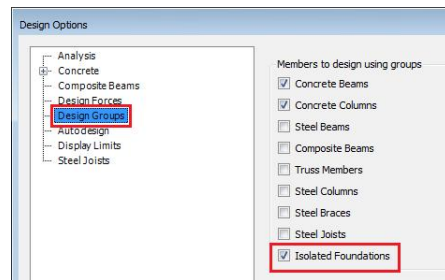 Design Options
Analysis
Concrete
Composite Beams
Design Forces
Design Groups
Autodesign
Display Limits
Steel Joists
Members to design using groups
Concrete Beams
Concrete Columns
Steel Beams
Composite Beams
Truss Members
Steel Columns
Steel Braces
Steel Joists
Isolated Foundations